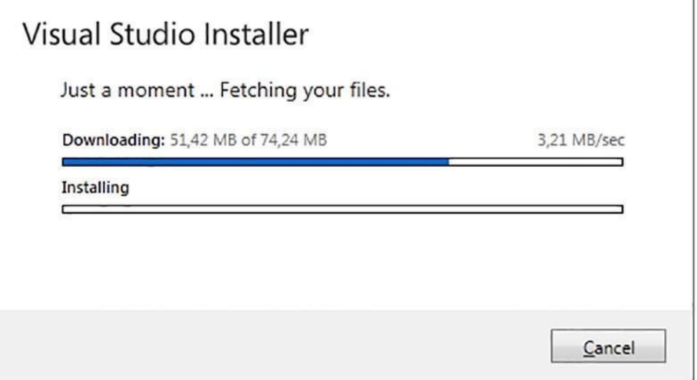 Visual Studio Installer
Just a moment ... Fetching your files.
Downloading: 51,42 MB of 74,24 MB 3,21 MB/sec
Installing
Cancel